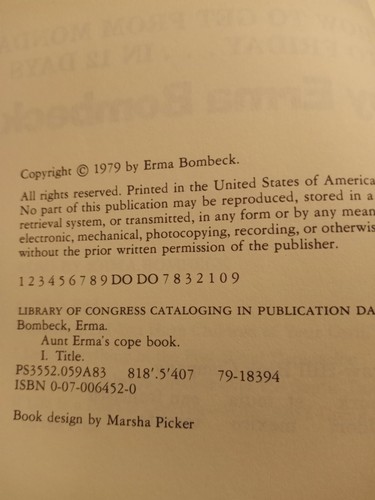 Copyright © 1979 by Erma Bombeck.
All rights reserved. Printed in the United States of America
No part of this publication may be reproduced, stored in a
retrieval system, or transmitted, in any form or by any mean
electronic, mechanical, photocopying, recording, or otherwis
without the prior written permission of the publisher.
1 2 3 4 5 6 7 8 9 DO DO 7 8 3 2 1 0 9
LIBRARY OF CONGRESS CATALOGING IN PUBLICATION DA
Bombeck, Erma.
Aunt Erma's cope book.
I. Title.
PS3552.059A83 818'.5'407 79-18394
ISBN 0-07-006452-0
Book design by Marsha Picker